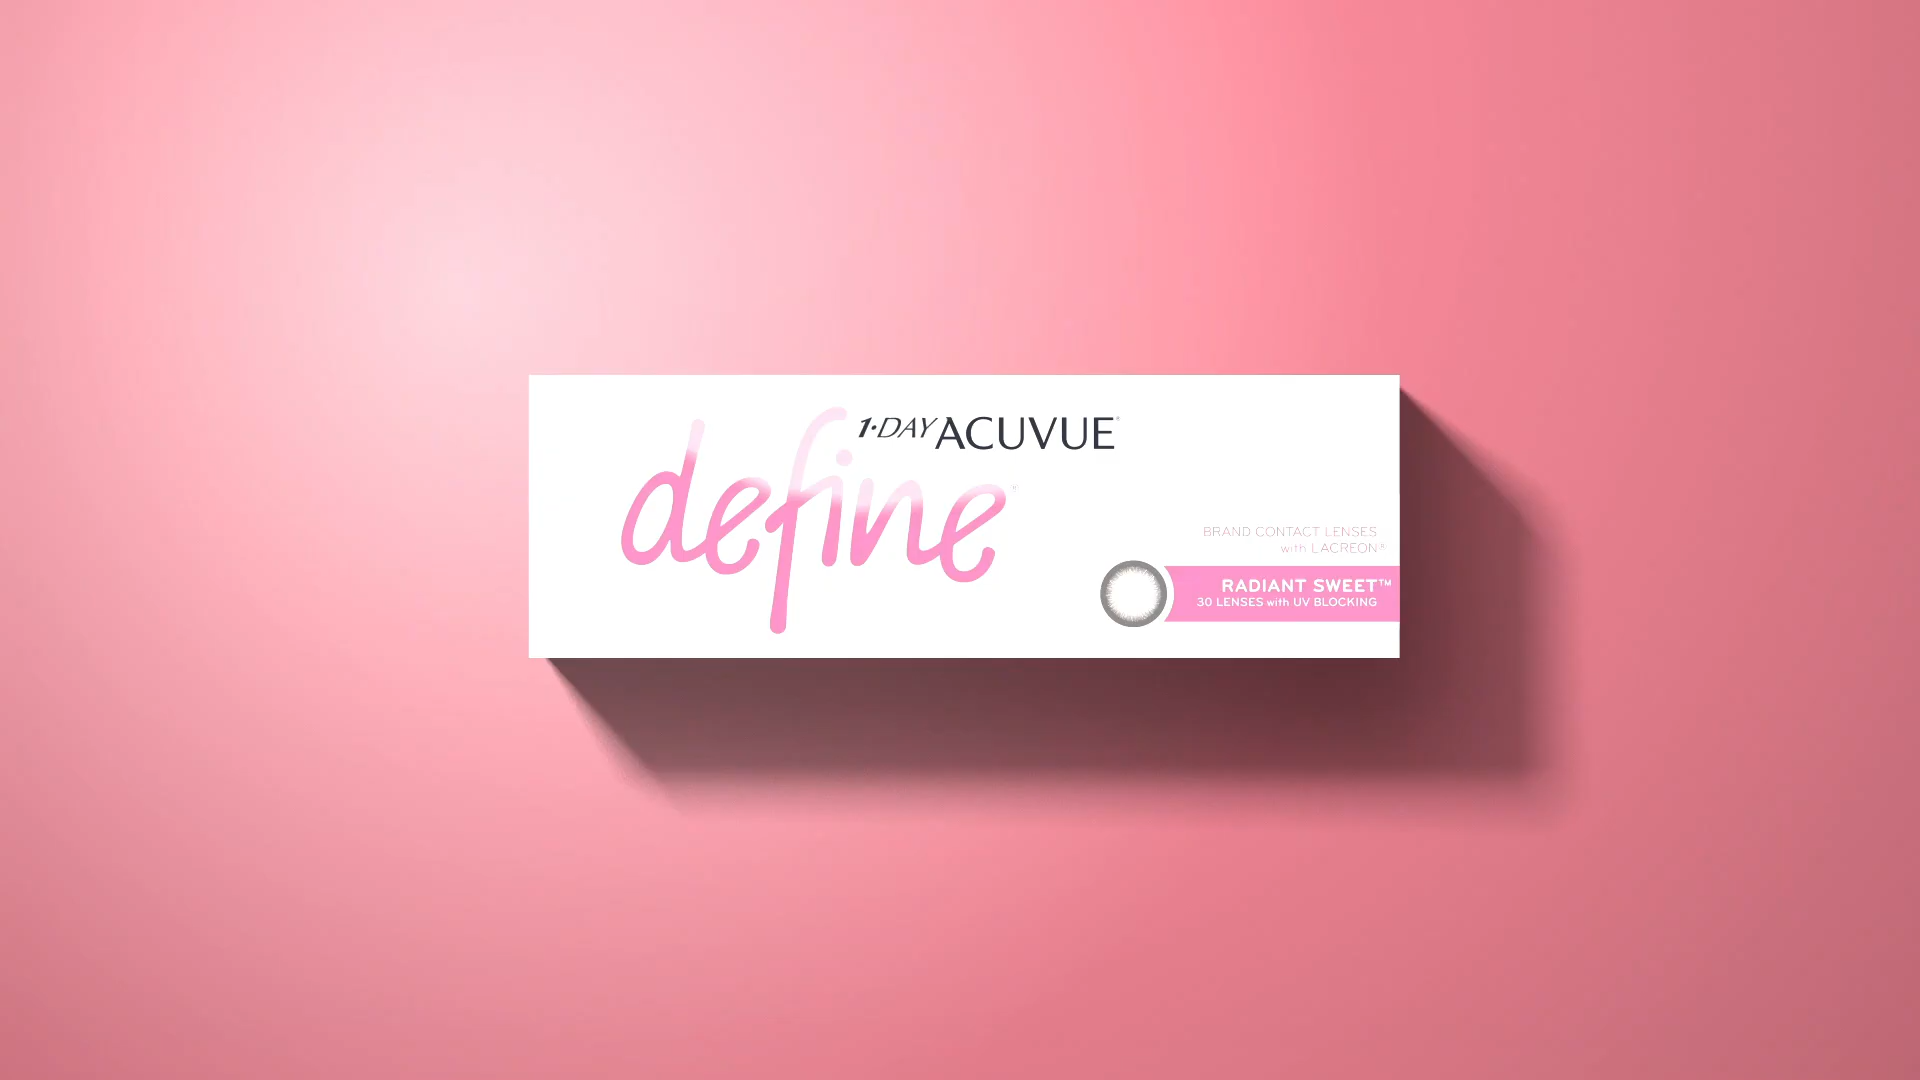 1·DAY ACUVUE®
define™
BRAND CONTACT LENSES
with LACREON®
RADIANT SWEET™
30 LENSES with UV BLOCKING